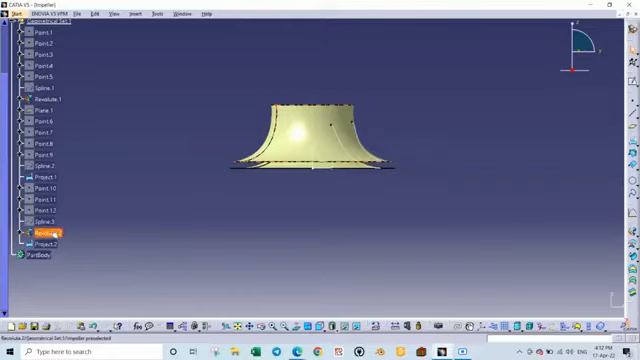 CATIA V5 - [Impeller]
Start ENOVIA V5 VPM File Edit View Insert Tools Window Help
Geometrical Set.1
Point.1
Point.2
Point.3
Point.4
Point.5
Spline.1
Revolute.1
Plane.1
Point.6
Point.7
Point.8
Point.9
Spline.2
Project.1
Point.10
Point.11
Point.12
Spline.3
Revolute.2
Project.2
PartBody
z
y
Revolute.2/Geometrical Set.1/Impeller preselected
Type here to search
ENG
4:12 PM
17-Apr-22